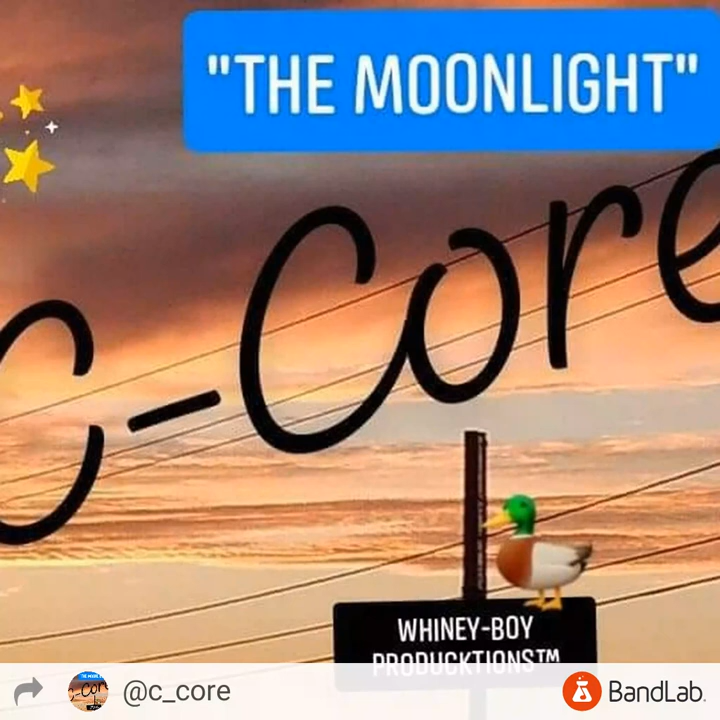 "THE MOONLIGHT"
C-Core
WHINEY-BOY
PRODUCKTIONS™
@c_core
BandLab.